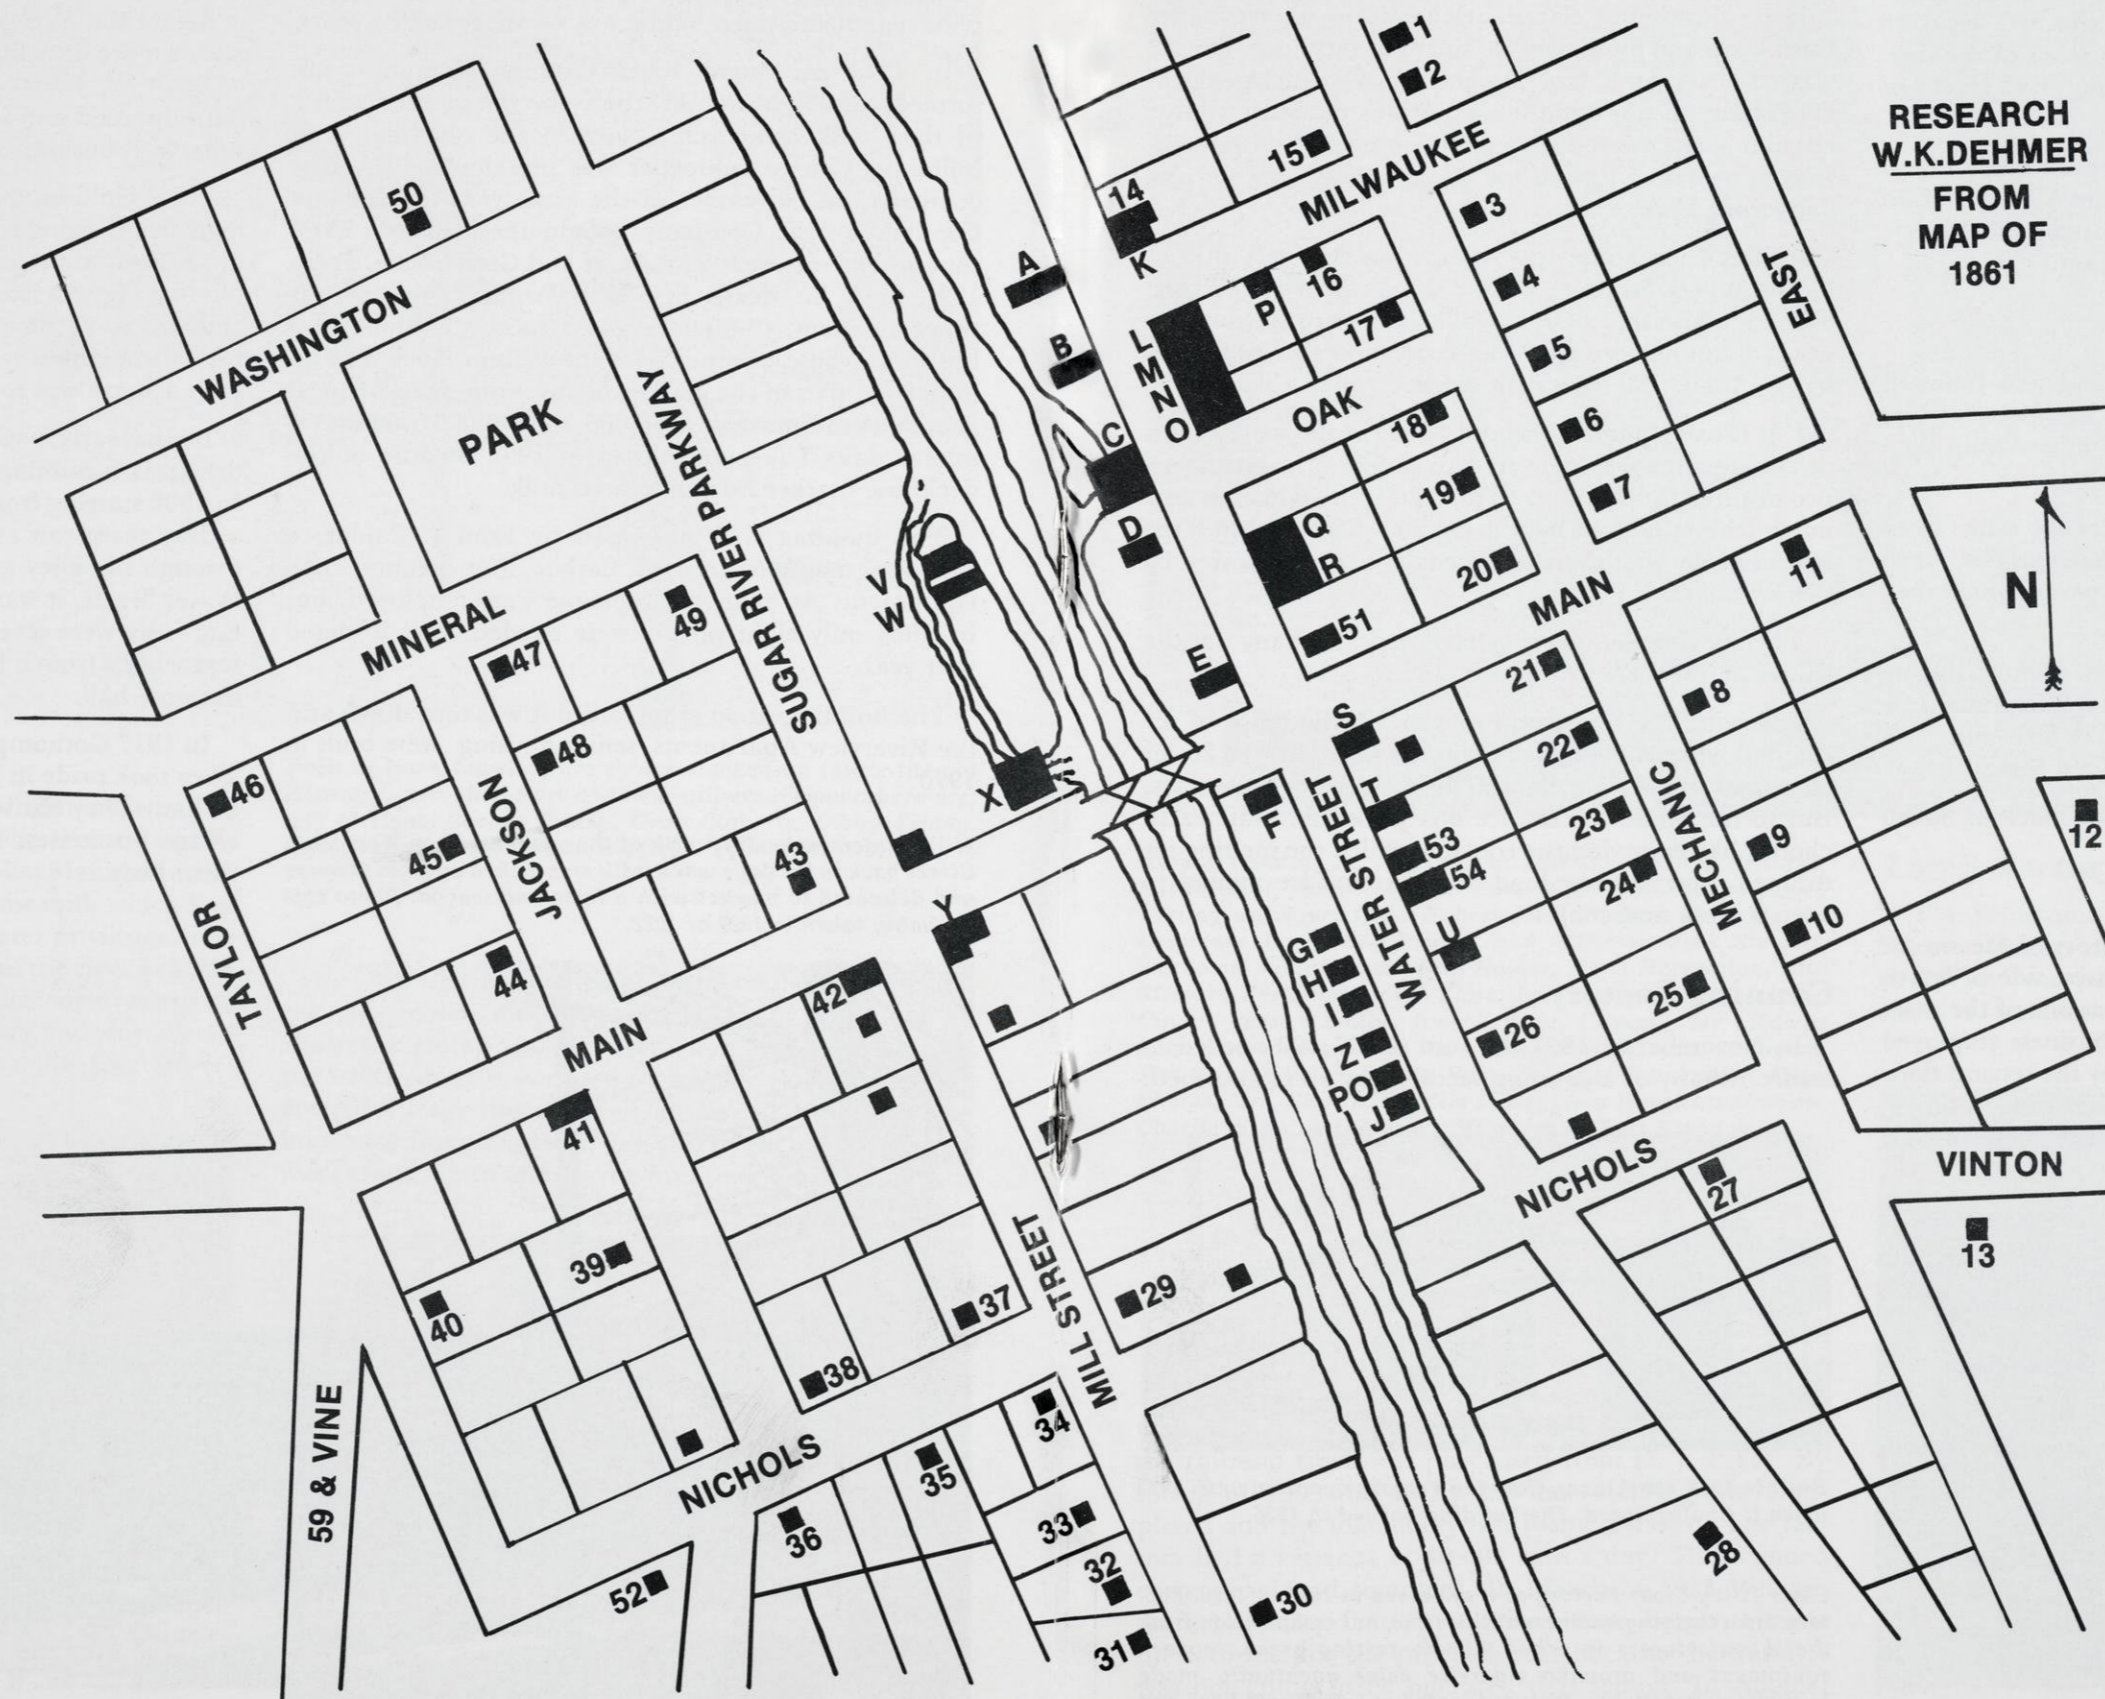 1
2
RESEARCH
W.K.DEHMER
FROM
MAP OF
1861
15
MILWAUKEE
14
50
3
K
A
P
16
4
EAST
WASHINGTON
L
M
N
O
17
B
5
PARK
SUGAR RIVER PARKWAY
OAK
18
C
6
19
7
Q
R
D
V
W
20
11
N
MINERAL
49
51
MAIN
47
E
21
8
S
48
22
46
JACKSON
X
F
T
WATER STREET
MECHANIC
23
12
45
43
53
9
54
24
TAYLOR
Y
U
10
G
44
42
H
I
25
MAIN
26
Z
PO
J
41
NICHOLS
VINTON
27
39
13
40
MILL STREET
37
29
38
59 & VINE
34
NICHOLS
35
36
33
28
32
52
30
31